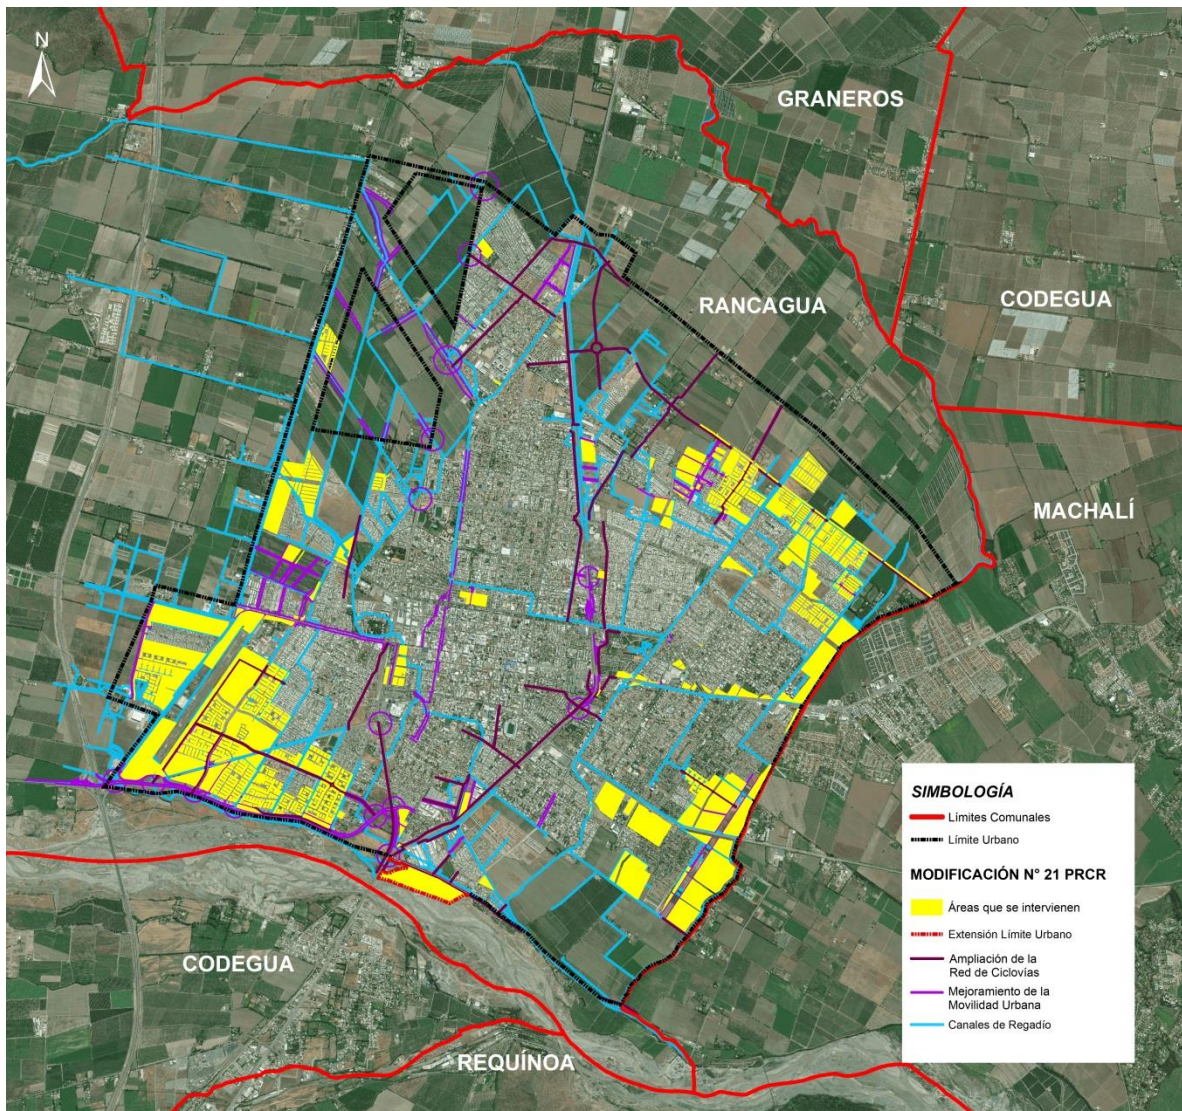 N
GRANEROS
RANCAGUA
CODEGUA
MACHALÍ
SIMBOLOGÍA
Límites Comunales
Límite Urbano
MODIFICACIÓN N° 21 PRCR
Áreas que se intervienen
Extensión Límite Urbano
Ampliación de la
Red de Ciclovías
Mejoramiento de la
Movilidad Urbana
Canales de Regadío
CODEGUA
REQUÍNOA